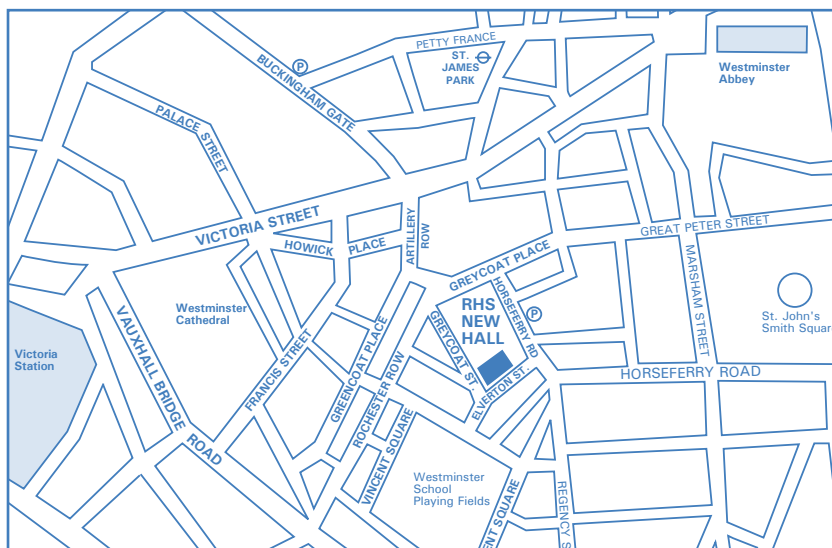 PETTY FRANCE
ST.
JAMES
PARK
P
BUCKINGHAM GATE
Westminster
Abbey
PALACE STREET
VICTORIA STREET
HOWICK PLACE
ARTILLERY
ROW
GREAT PETER STREET
GREYCOAT PLACE
MARSHAM STREET
HORSEFERRY RD
P
RHS
NEW
HALL
GREYCOAT ST.
ELVERTON ST.
St. John's
Smith Square
Westminster
Cathedral
VAUXHALL BRIDGE ROAD
Victoria
Station
FRANCIS STREET
GREENCOAT PLACE
ROCHESTER ROW
HORSEFERRY ROAD
VINCENT SQUARE
Westminster
School
Playing Fields
ENT SQUARE
REGENCY S